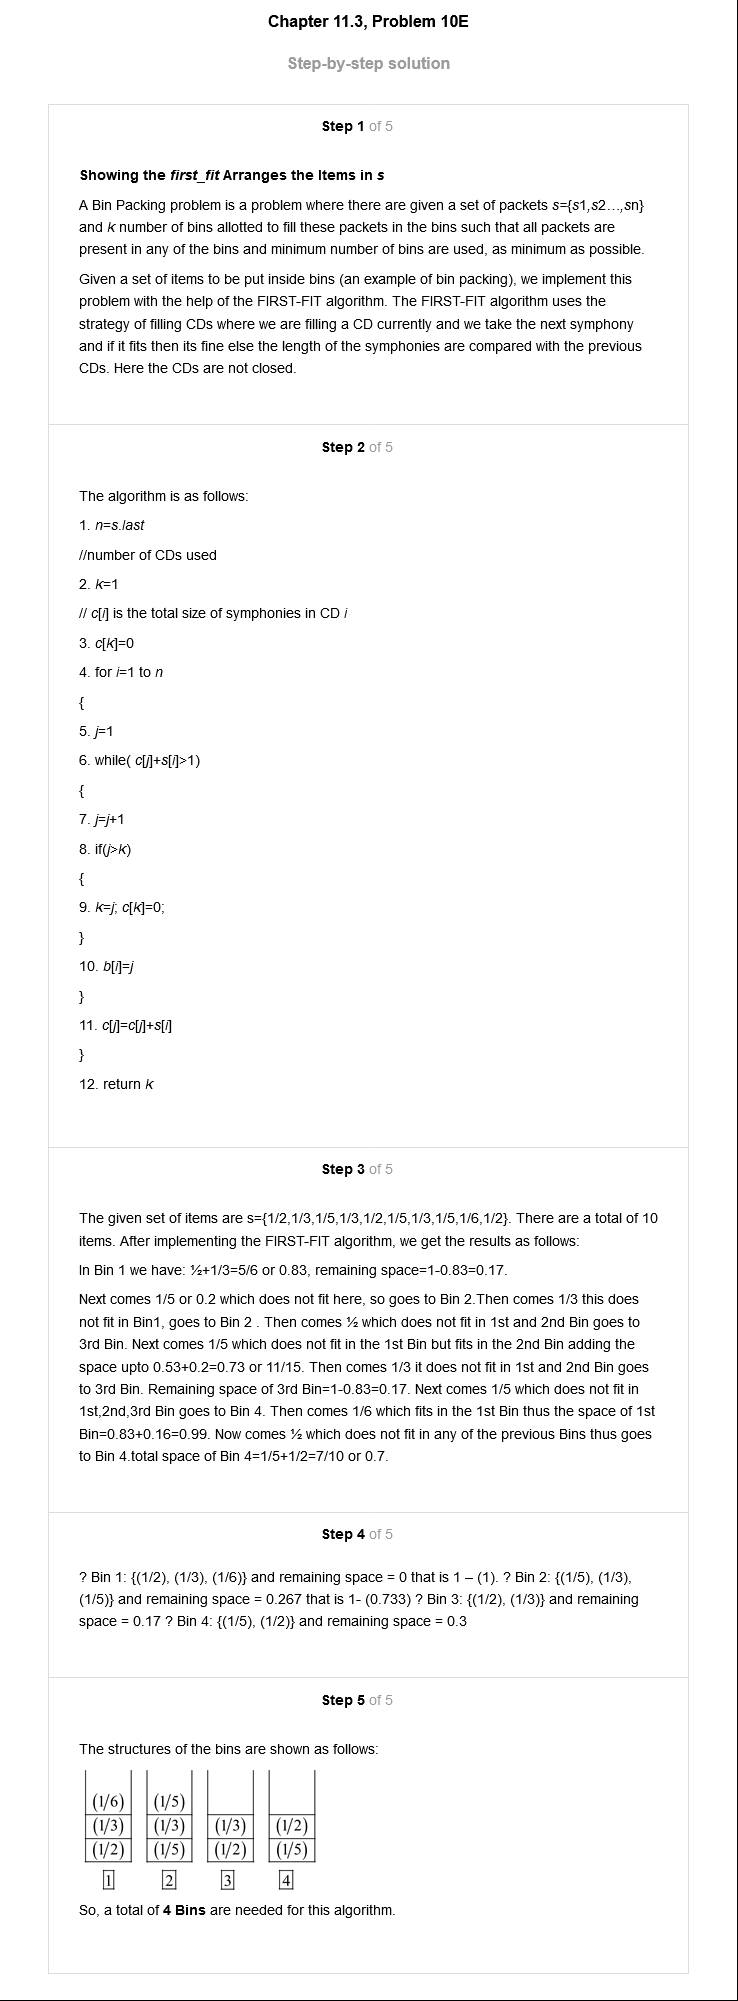 Chapter 11.3, Problem 10E
Step-by-step solution
Step 1 of 5
Showing the first_fit Arranges the Items in s
A Bin Packing problem is a problem where there are given a set of packets s={s1,s2...,sn}
and k number of bins allotted to fill these packets in the bins such that all packets are
present in any of the bins and minimum number of bins are used, as minimum as possible.
Given a set of items to be put inside bins (an example of bin packing), we implement this
problem with the help of the FIRST-FIT algorithm. The FIRST-FIT algorithm uses the
strategy of filling CDs where we are filling a CD currently and we take the next symphony
and if it fits then its fine else the length of the symphonies are compared with the previous
CDs. Here the CDs are not closed.
Step 2 of 5
The algorithm is as follows:
1. n=s.last
//number of CDs used
2. k=1
// c[i] is the total size of symphonies in CD i
3. c[k]=0
4. for i=1 to n
{
5. j=1
6. while( c[j]+s[i]>1)
{
7. j=j+1
8. if(j>k)
{
9. k=j; c[k]=0;
}
10. b[i]=j
}
11. c[j]=c[j]+s[i]
}
12. return k
Step 3 of 5
The given set of items are s={1/2,1/3,1/5,1/3,1/2,1/5,1/3,1/5,1/6,1/2}. There are a total of 10
items. After implementing the FIRST-FIT algorithm, we get the results as follows:
In Bin 1 we have: ½+1/3=5/6 or 0.83, remaining space=1-0.83=0.17.
Next comes 1/5 or 0.2 which does not fit here, so goes to Bin 2.Then comes 1/3 this does
not fit in Bin1, goes to Bin 2 . Then comes ½ which does not fit in 1st and 2nd Bin goes to
3rd Bin. Next comes 1/5 which does not fit in the 1st Bin but fits in the 2nd Bin adding the
space upto 0.53+0.2=0.73 or 11/15. Then comes 1/3 it does not fit in 1st and 2nd Bin goes
to 3rd Bin. Remaining space of 3rd Bin=1-0.83=0.17. Next comes 1/5 which does not fit in
1st,2nd,3rd Bin goes to Bin 4. Then comes 1/6 which fits in the 1st Bin thus the space of 1st
Bin=0.83+0.16=0.99. Now comes ½ which does not fit in any of the previous Bins thus goes
to Bin 4.total space of Bin 4=1/5+1/2=7/10 or 0.7.
Step 4 of 5
? Bin 1: {(1/2), (1/3), (1/6)} and remaining space = 0 that is 1 – (1). ? Bin 2: {(1/5), (1/3),
(1/5)} and remaining space = 0.267 that is 1- (0.733) ? Bin 3: {(1/2), (1/3)} and remaining
space = 0.17 ? Bin 4: {(1/5), (1/2)} and remaining space = 0.3
Step 5 of 5
The structures of the bins are shown as follows:
(1/6) (1/5)
(1/3) (1/3) (1/3) (1/2)
(1/2) (1/5) (1/2) (1/5)
1 2 3 4
So, a total of 4 Bins are needed for this algorithm.